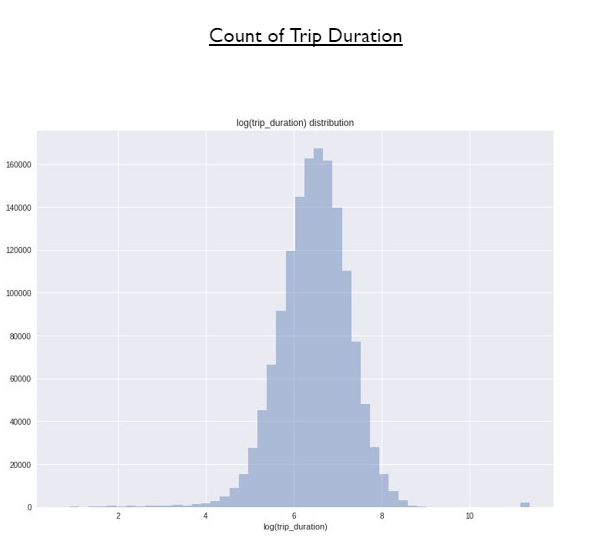 Count of Trip Duration
log(trip_duration) distribution
160000
140000
120000
100000
80000
60000
40000
20000
0
2 4 6 8 10
log(trip_duration)